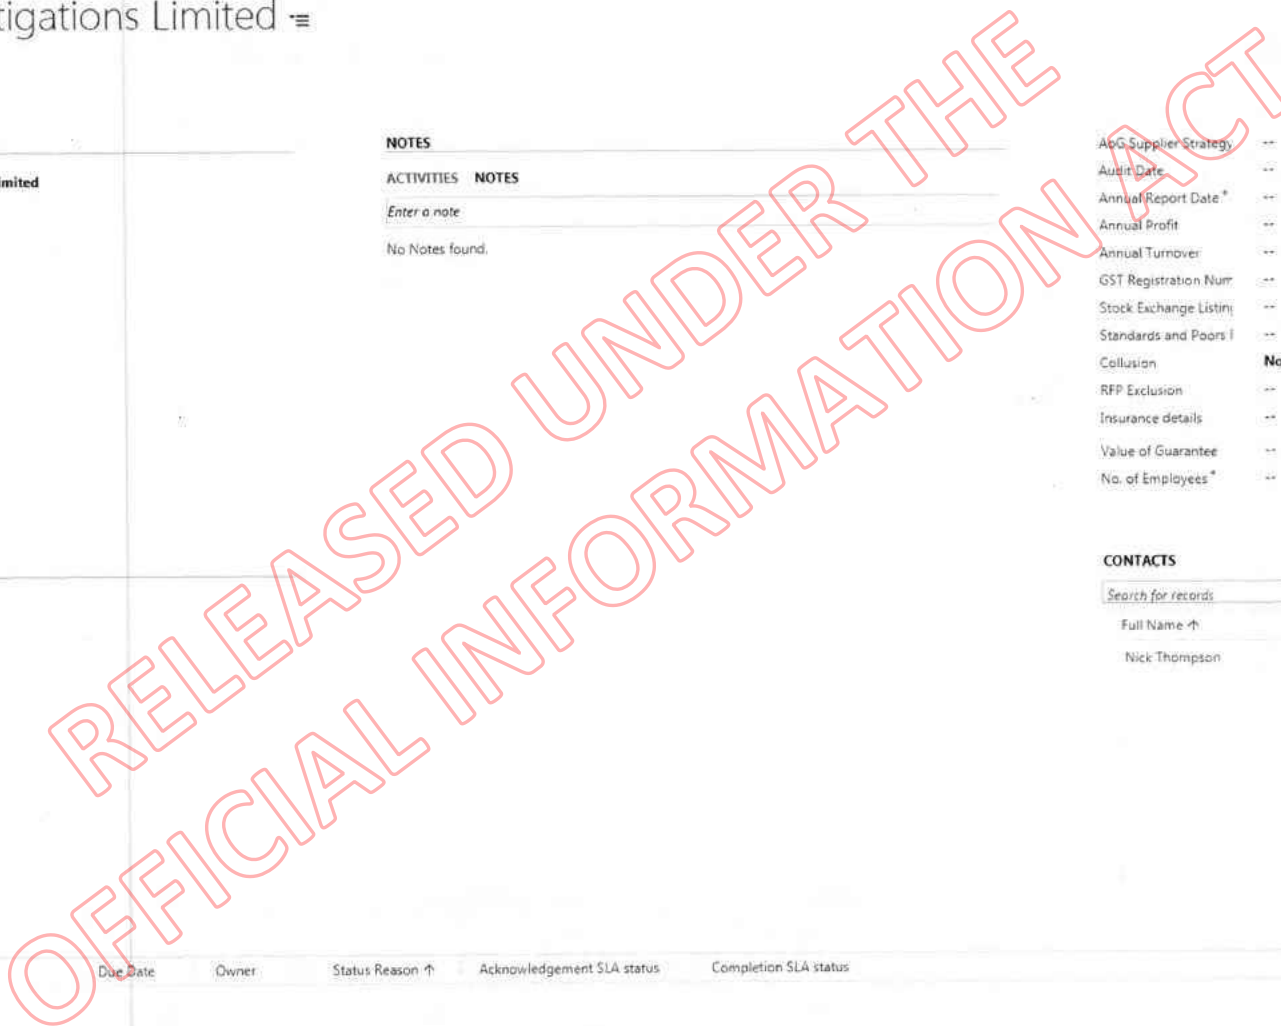 tigations Limited
imited
NOTES
ACTIVITIES NOTES
Enter a note
No Notes found.
AoG Supplier Strategy --
Audit Date --
Annual Report Date* --
Annual Profit --
Annual Turnover --
GST Registration Num --
Stock Exchange Listing --
Standards and Poors --
Collusion No
RFP Exclusion --
Insurance details --
Value of Guarantee --
No. of Employees* --
CONTACTS
Search for records
Full Name ↑
Nick Thompson
Due Date Owner Status Reason ↑ Acknowledgement SLA status Completion SLA status
RELEASED UNDER THE
OFFICIAL INFORMATION ACT